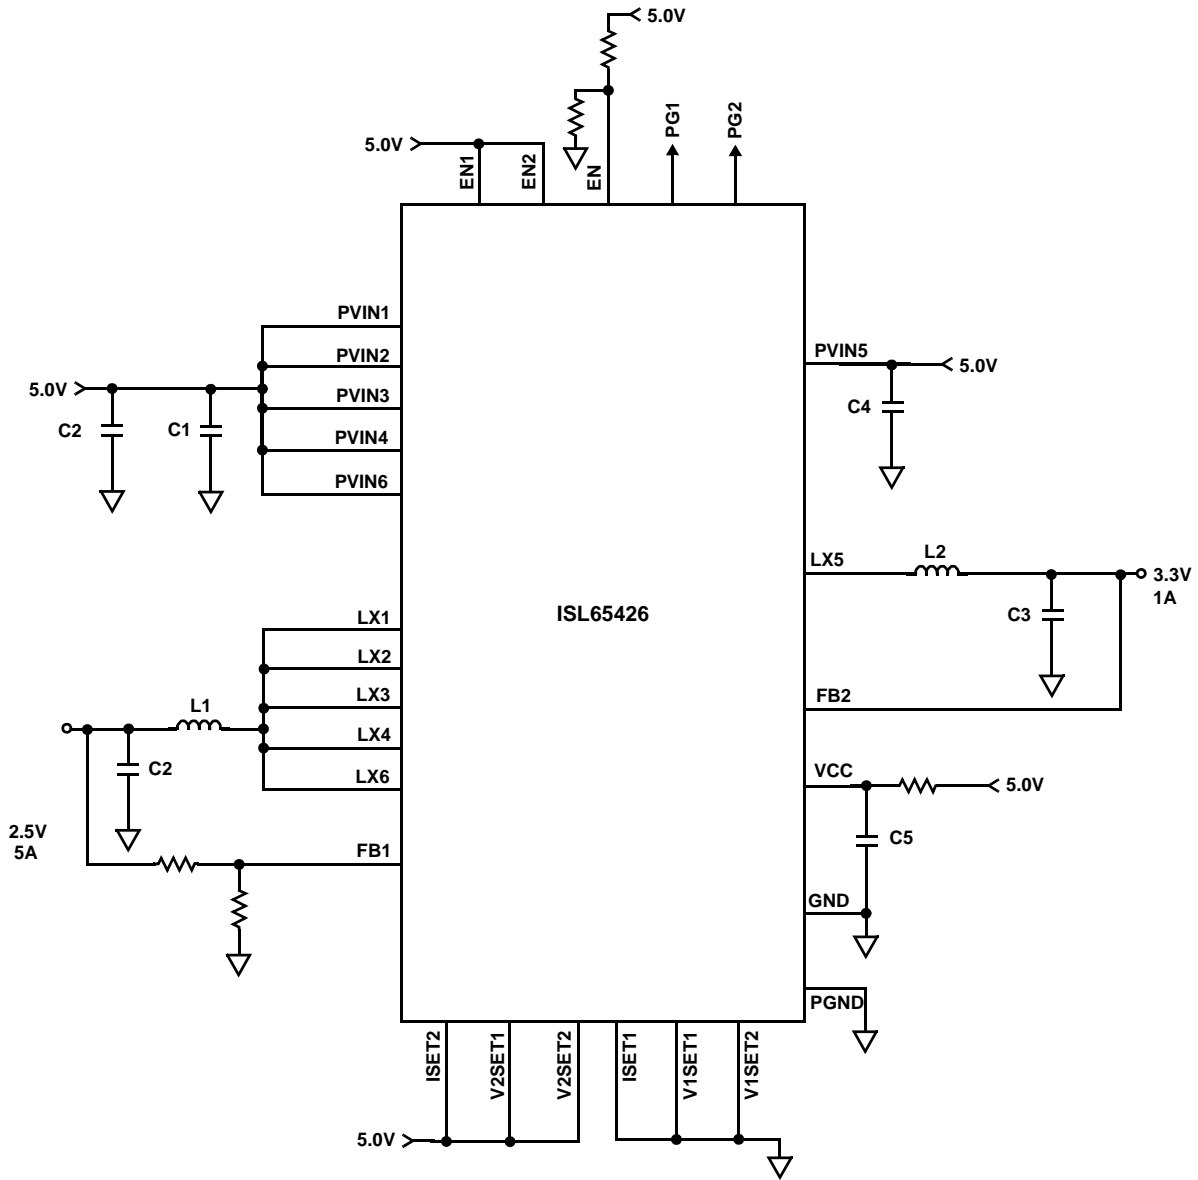 5.0V
PG1
PG2
5.0V
EN1
EN2
EN
PVIN1
PVIN2
PVIN3
PVIN4
PVIN6
5.0V
C2
C1
PVIN5
5.0V
C4
LX5
L2
3.3V
1A
C3
FB2
ISL65426
LX1
LX2
LX3
LX4
LX6
L1
C2
2.5V
5A
FB1
VCC
5.0V
C5
GND
PGND
ISET2
V2SET1
V2SET2
ISET1
V1SET1
V1SET2
5.0V